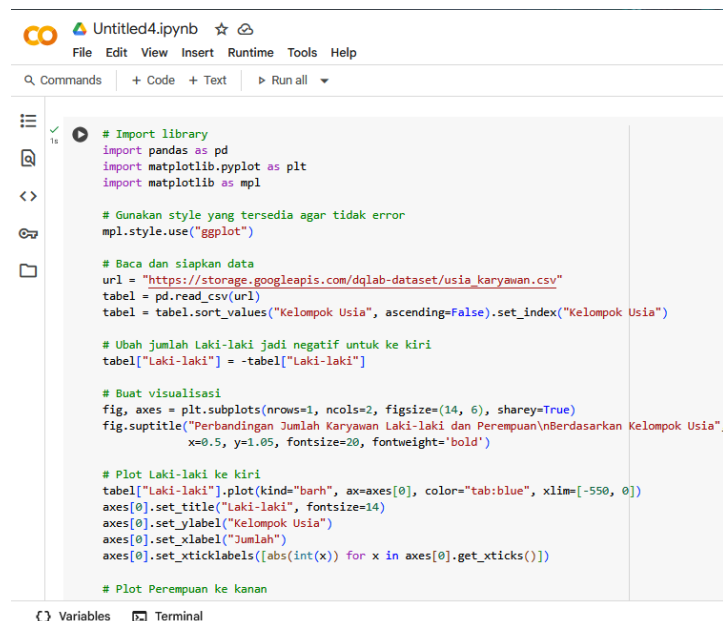 Untitled4.ipynb
File Edit View Insert Runtime Tools Help
Commands + Code + Text Run all
1s
# Import library
import pandas as pd
import matplotlib.pyplot as plt
import matplotlib as mpl
# Gunakan style yang tersedia agar tidak error
mpl.style.use("ggplot")
# Baca dan siapkan data
url = "https://storage.googleapis.com/dqlab-dataset/usia_karyawan.csv"
tabel = pd.read_csv(url)
tabel = tabel.sort_values("Kelompok Usia", ascending=False).set_index("Kelompok Usia")
# Ubah jumlah Laki-laki jadi negatif untuk ke kiri
tabel["Laki-laki"] = -tabel["Laki-laki"]
# Buat visualisasi
fig, axes = plt.subplots(nrows=1, ncols=2, figsize=(14, 6), sharey=True)
fig.suptitle("Perbandingan Jumlah Karyawan Laki-laki dan Perempuan\nBerdasarkan Kelompok Usia",
x=0.5, y=1.05, fontsize=20, fontweight='bold')
# Plot Laki-laki ke kiri
tabel["Laki-laki"].plot(kind="barh", ax=axes[0], color="tab:blue", xlim=[-550, 0])
axes[0].set_title("Laki-laki", fontsize=14)
axes[0].set_ylabel("Kelompok Usia")
axes[0].set_xlabel("Jumlah")
axes[0].set_xticklabels([abs(int(x)) for x in axes[0].get_xticks()])
# Plot Perempuan ke kanan
{} Variables Terminal